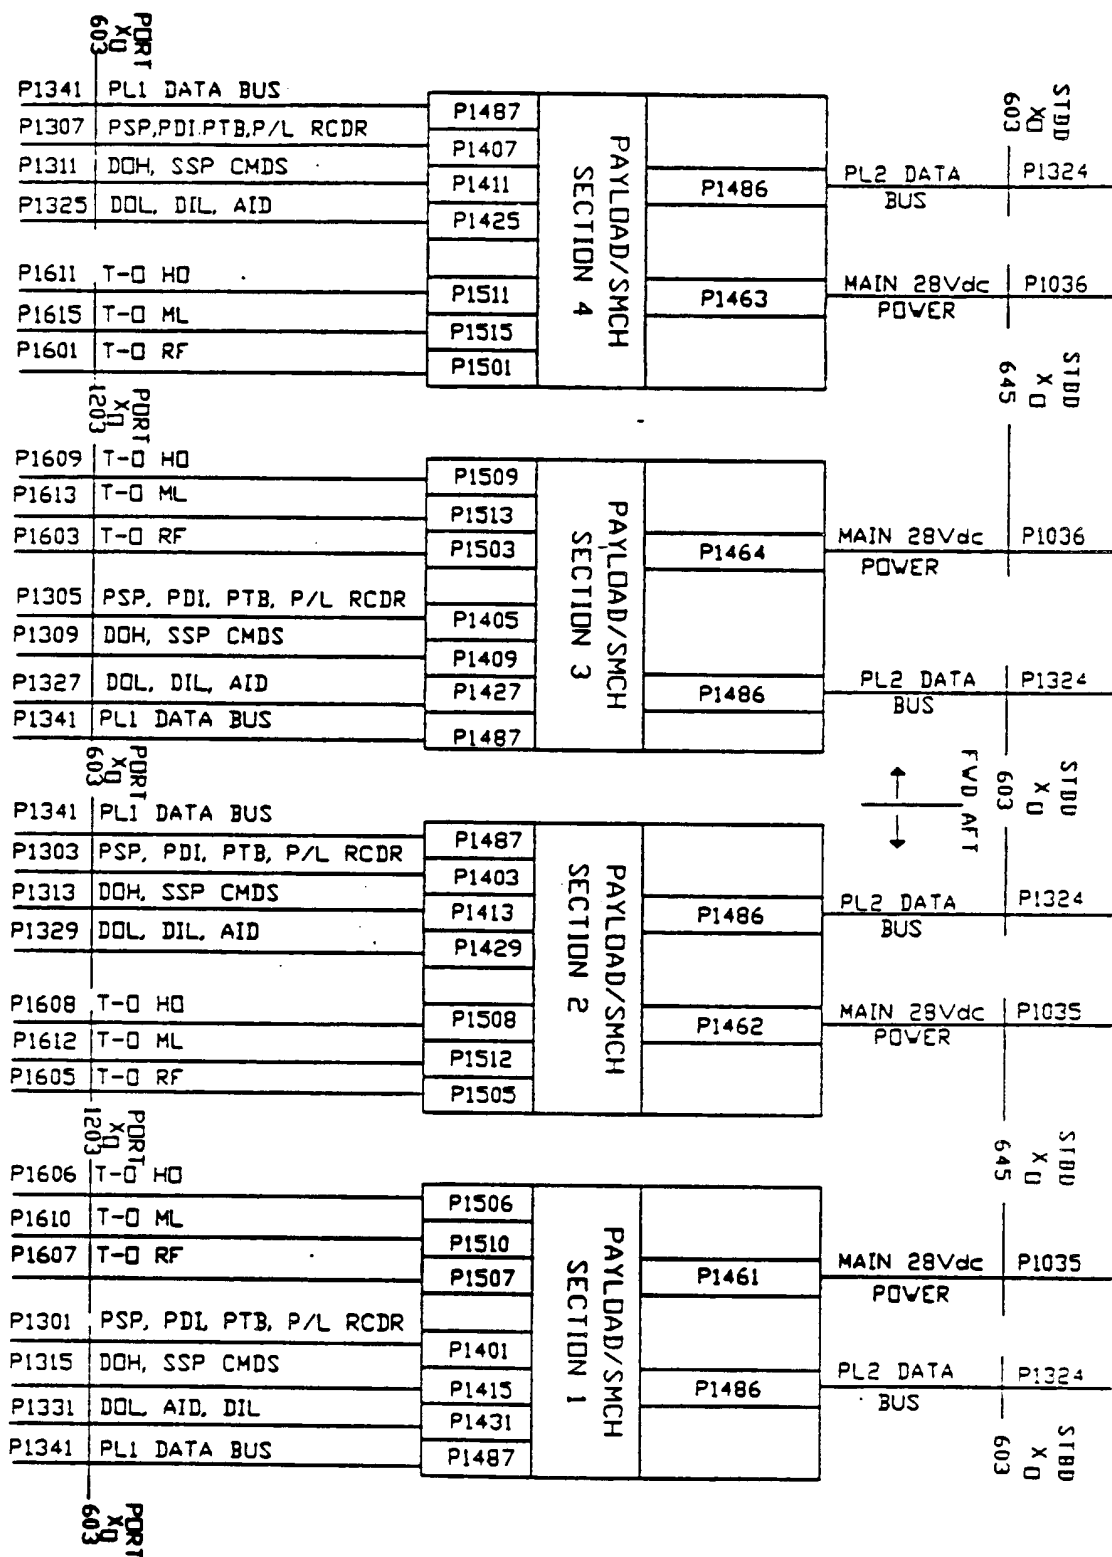 PORT
XO
603
STBD
XO
603
P1341 PL1 DATA BUS
P1487
P1307 PSP,PDI,PTB,P/L RCDR
P1407
P1311 DOH, SSP CMDS
P1411
P1325 DOL, DIL, AID
P1425
P1611 T-O HO
P1511
P1615 T-O ML
P1515
P1601 T-O RF
P1501
PAYLOAD/SMCH
SECTION 4
P1486
PL2 DATA
BUS
P1324
P1463
MAIN 28Vdc
POWER
P1036
PORT
XO
1203
STBD
XO
645
P1609 T-O HO
P1509
P1613 T-O ML
P1513
P1603 T-O RF
P1503
P1305 PSP, PDI, PTB, P/L RCDR
P1405
P1309 DOH, SSP CMDS
P1409
P1327 DOL, DIL, AID
P1427
P1341 PL1 DATA BUS
P1487
PAYLOAD/SMCH
SECTION 3
P1464
MAIN 28Vdc
POWER
P1036
P1486
PL2 DATA
BUS
P1324
PORT
XO
603
FWD AFT
STBD
XO
603
P1341 PL1 DATA BUS
P1487
P1303 PSP, PDI, PTB, P/L RCDR
P1403
P1313 DOH, SSP CMDS
P1413
P1329 DOL, DIL, AID
P1429
P1608 T-O HO
P1508
P1612 T-O ML
P1512
P1605 T-O RF
P1505
PAYLOAD/SMCH
SECTION 2
P1486
PL2 DATA
BUS
P1324
P1462
MAIN 28Vdc
POWER
P1035
PORT
XO
1203
STBD
XO
645
P1606 T-O HO
P1506
P1610 T-O ML
P1510
P1607 T-O RF
P1507
P1301 PSP, PDI, PTB, P/L RCDR
P1401
P1315 DOH, SSP CMDS
P1415
P1331 DOL, AID, DIL
P1431
P1341 PL1 DATA BUS
P1487
PAYLOAD/SMCH
SECTION 1
P1461
MAIN 28Vdc
POWER
P1035
P1486
PL2 DATA
BUS
P1324
PORT
XO
603
STBD
XO
603